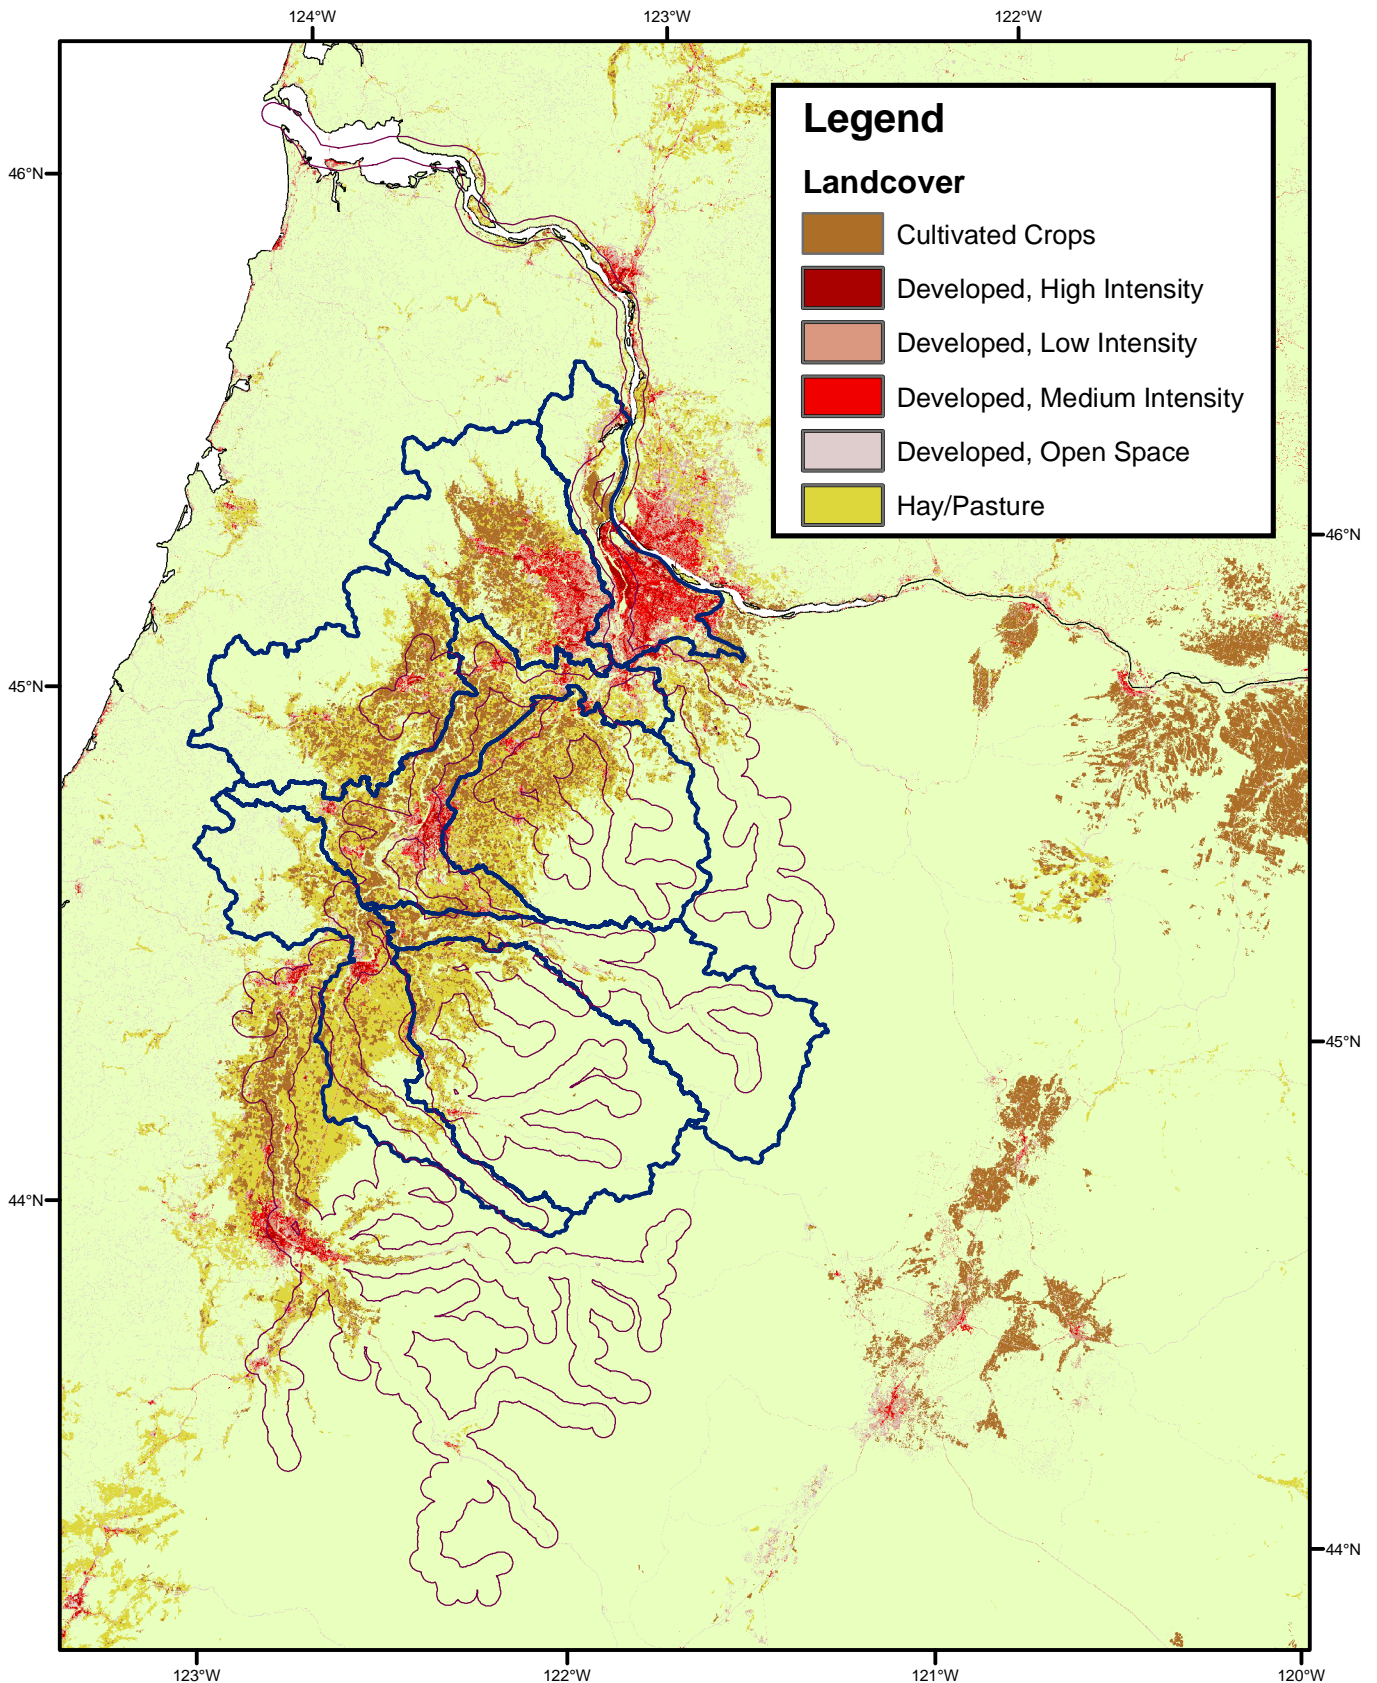 124°W 123°W 122°W
Legend
Landcover
Cultivated Crops
Developed, High Intensity
Developed, Low Intensity
Developed, Medium Intensity
Developed, Open Space
Hay/Pasture
46°N
46°N
45°N
45°N
44°N
44°N
123°W 122°W 121°W 120°W